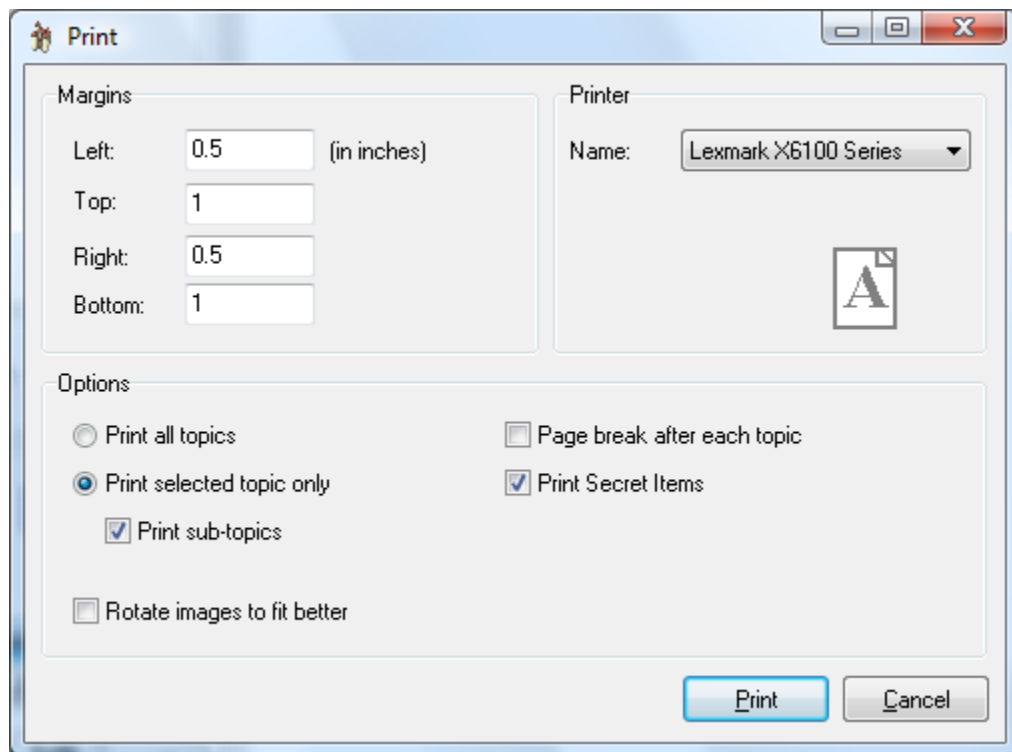 Print
Margins
Left: 0.5 (in inches)
Top: 1
Right: 0.5
Bottom: 1
Printer
Name: Lexmark X6100 Series
A
Options
Print all topics
Print selected topic only
Print sub-topics
Rotate images to fit better
Page break after each topic
Print Secret Items
Print Cancel